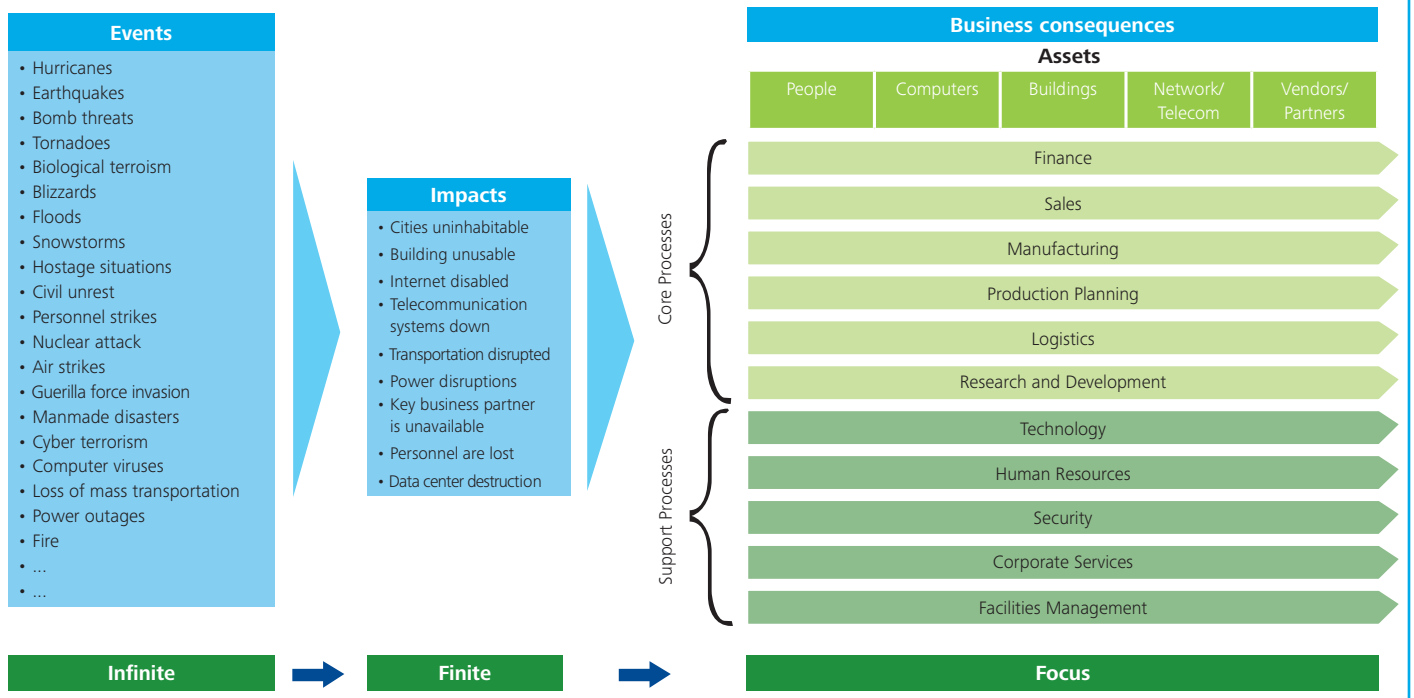 Events
• Hurricanes
• Earthquakes
• Bomb threats
• Tornadoes
• Biological terroism
• Blizzards
• Floods
• Snowstorms
• Hostage situations
• Civil unrest
• Personnel strikes
• Nuclear attack
• Air strikes
• Guerilla force invasion
• Manmade disasters
• Cyber terrorism
• Computer viruses
• Loss of mass transportation
• Power outages
• Fire
• ...
• ...
Impacts
• Cities uninhabitable
• Building unusable
• Internet disabled
• Telecommunication
systems down
• Transportation disrupted
• Power disruptions
• Key business partner
is unavailable
• Personnel are lost
• Data center destruction
Business consequences
Assets
People
Computers
Buildings
Network/
Telecom
Vendors/
Partners
Core Processes
Finance
Sales
Manufacturing
Production Planning
Logistics
Research and Development
Support Processes
Technology
Human Resources
Security
Corporate Services
Facilities Management
Infinite
Finite
Focus